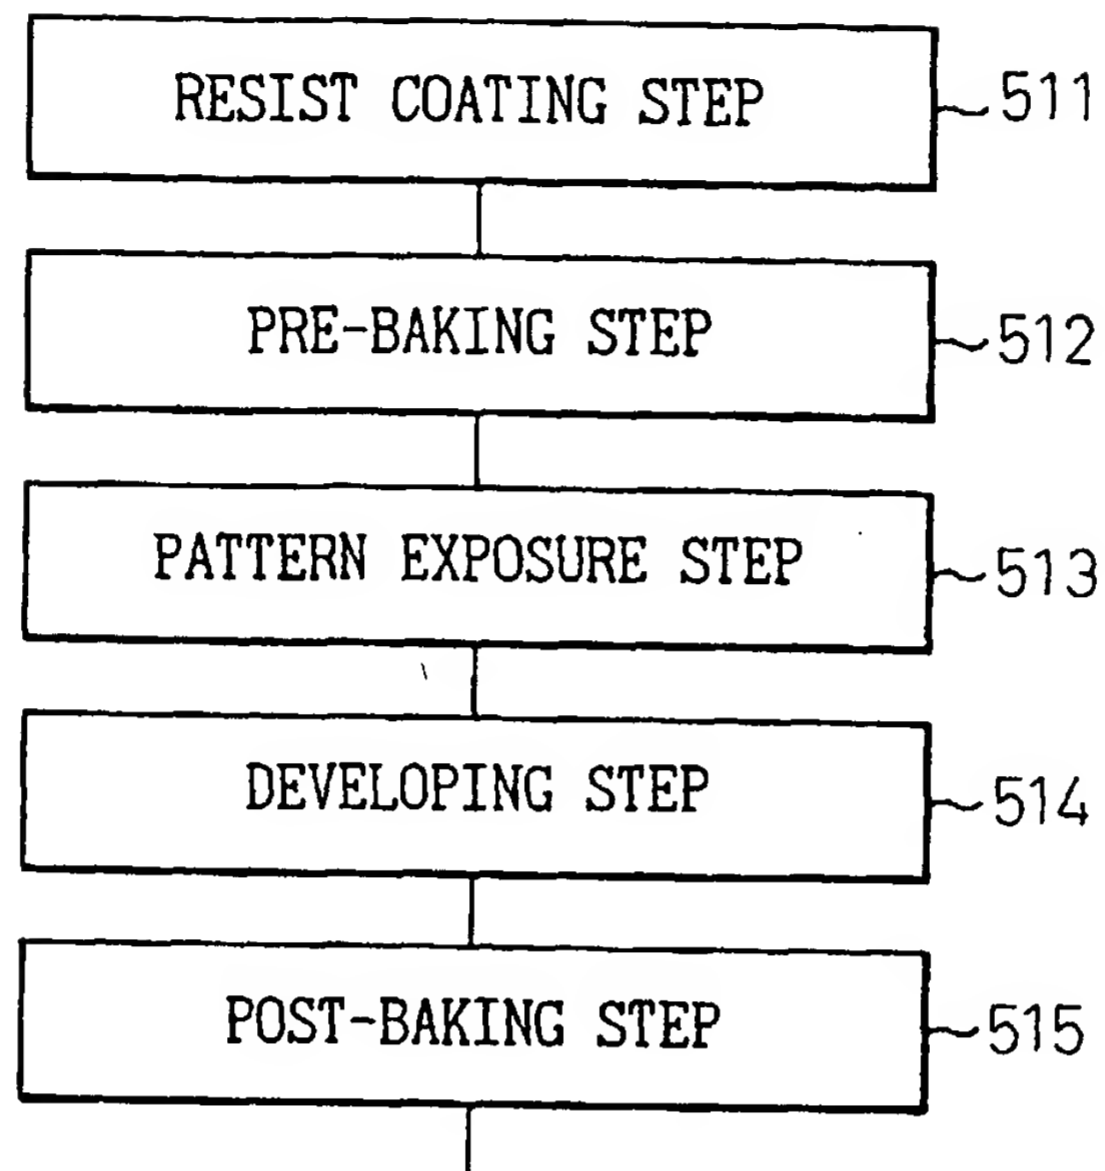 RESIST COATING STEP 511
PRE-BAKING STEP 512
PATTERN EXPOSURE STEP 513
DEVELOPING STEP 514
POST-BAKING STEP 515